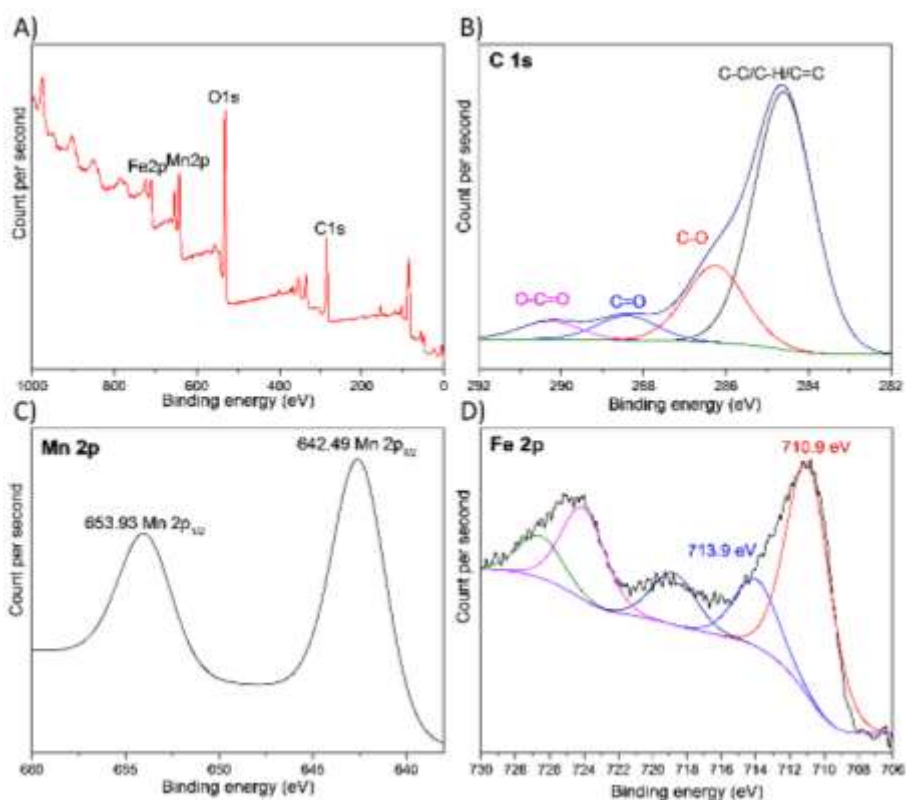 A)
Count per second
Fe2p
Mn2p
O1s
C1s
1000 800 600 400 200 0
Binding energy (eV)
B)
C 1s
Count per second
C-C/C-H/C=C
C-O
C=O
O-C=O
292 290 288 286 284 282
Binding energy (eV)
C)
Mn 2p
Count per second
642.49 Mn 2p3/2
653.93 Mn 2p1/2
660 655 650 645 640
Binding energy (eV)
D)
Fe 2p
Count per second
710.9 eV
713.9 eV
730 728 726 724 722 720 718 716 714 712 710 708 706
Binding energy (eV)